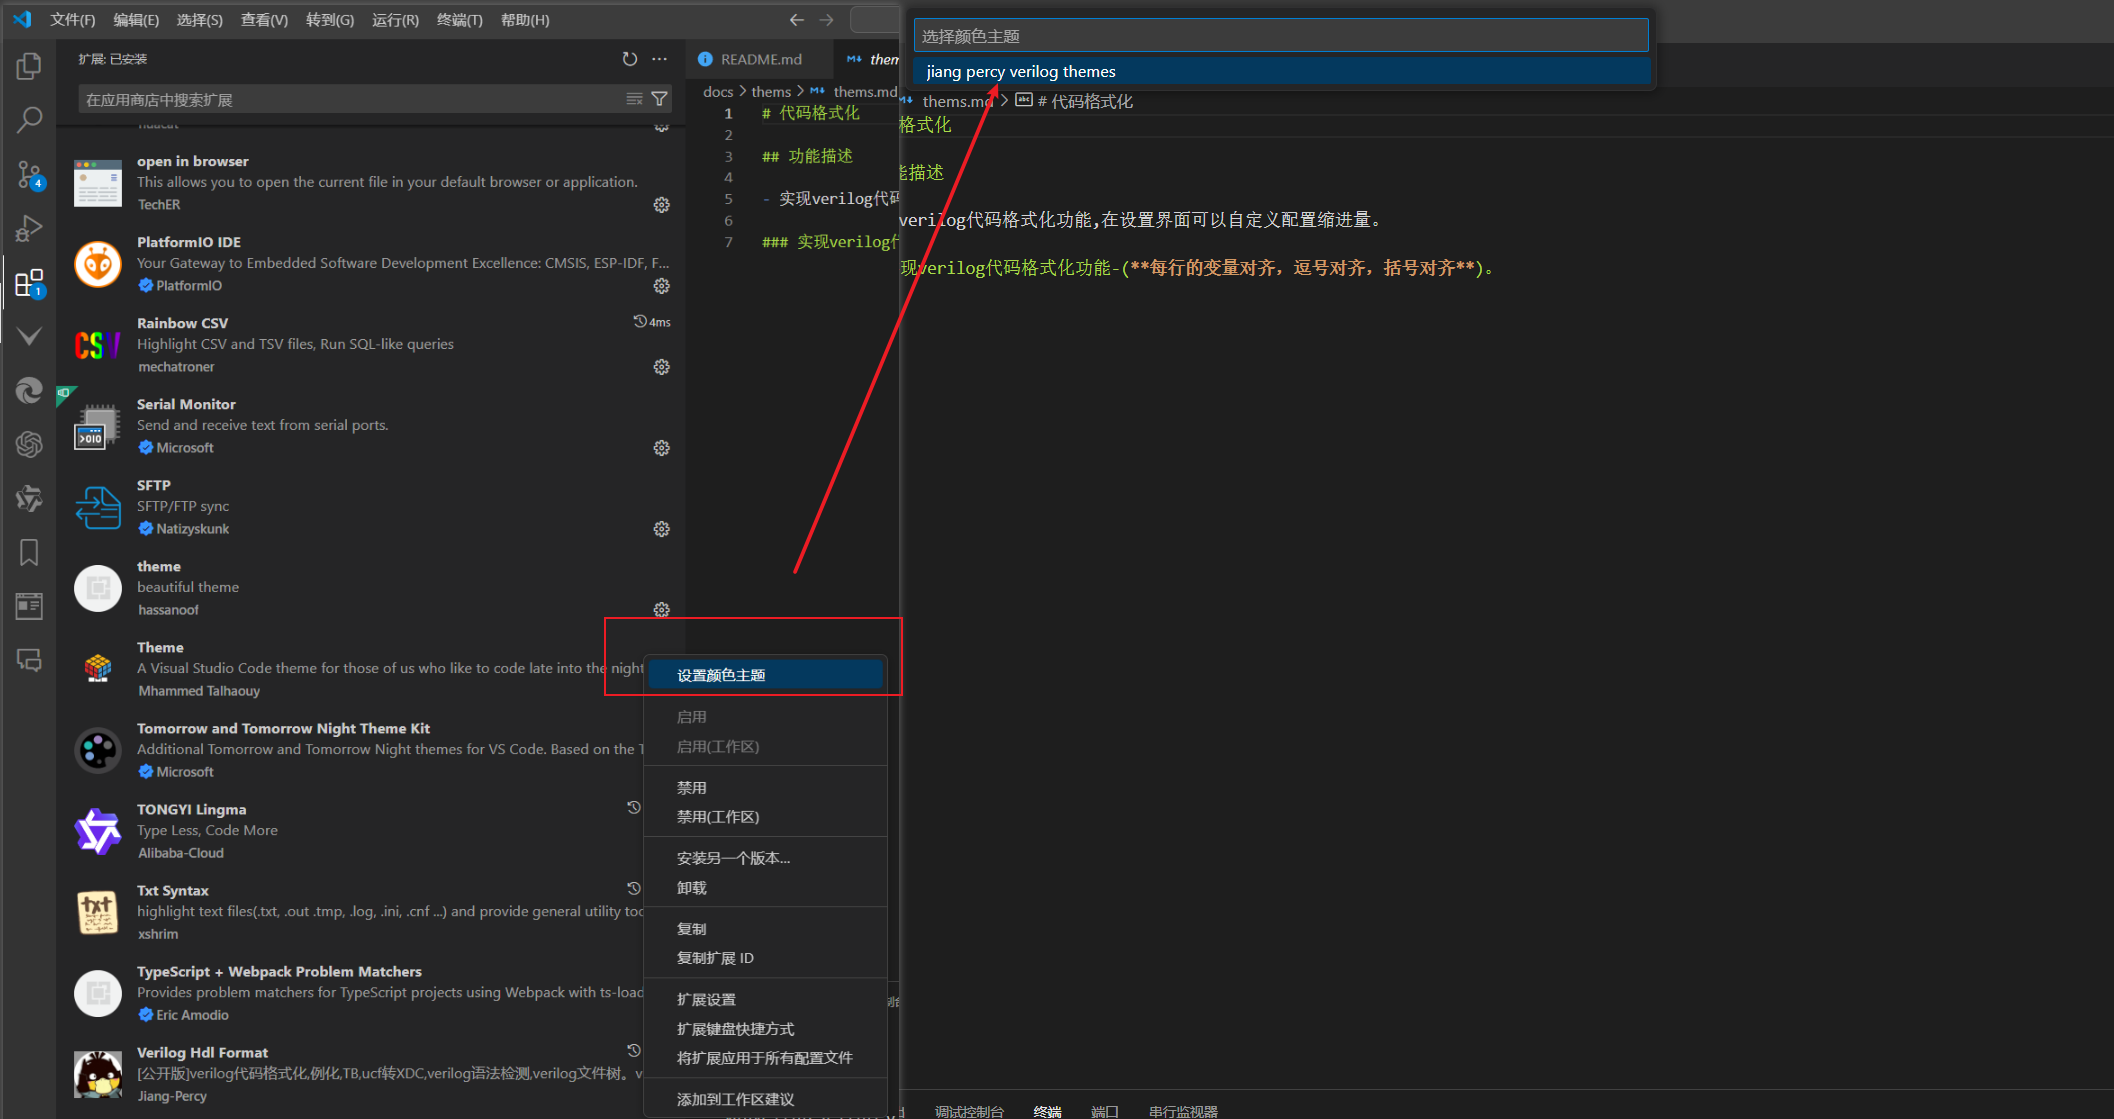 文件(F) 编辑(E) 选择(S) 查看(V) 转到(G) 运行(R) 终端(T) 帮助(H)
扩展: 已安装
在应用商店中搜索扩展
open in browser
This allows you to open the current file in your default browser or application.
TechER
PlatformIO IDE
Your Gateway to Embedded Software Development Excellence: CMSIS, ESP-IDF, F...
PlatformIO
Rainbow CSV
4ms
Highlight CSV and TSV files, Run SQL-like queries
mechatroner
Serial Monitor
Send and receive text from serial ports.
Microsoft
SFTP
SFTP/FTP sync
Natizyskunk
theme
beautiful theme
hassanoof
Theme
A Visual Studio Code theme for those of us who like to code late into the night
Mhammed Talhaouy
Tomorrow and Tomorrow Night Theme Kit
Additional Tomorrow and Tomorrow Night themes for VS Code. Based on the T
Microsoft
TONGYI Lingma
Type Less, Code More
Alibaba-Cloud
Txt Syntax
highlight text files(.txt, .out .tmp, .log, .ini, .cnf ...) and provide general utility too
xshrim
TypeScript + Webpack Problem Matchers
Provides problem matchers for TypeScript projects using Webpack with ts-load
Eric Amodio
Verilog Hdl Format
[公开版]verilog代码格式化,例化,TB,ucf转XDC,verilog语法检测,verilog文件树。v
Jiang-Percy
4
1
CSV
txt
README.md
them
docs > thems > thems.md
1 # 代码格式化
2
3 ## 功能描述
4
5 - 实现verilog代码
6
7 ### 实现verilog代
设置颜色主题
启用
启用(工作区)
禁用
禁用(工作区)
安装另一个版本...
卸载
复制
复制扩展 ID
扩展设置
扩展键盘快捷方式
将扩展应用于所有配置文件
添加到工作区建议
选择颜色主题
jiang percy verilog themes
thems.md > # 代码格式化
格式化
能描述
verilog代码格式化功能,在设置界面可以自定义配置缩进量。
现verilog代码格式化功能-(**每行的变量对齐，逗号对齐，括号对齐**)。
调试控制台 终端 端口 串行监视器